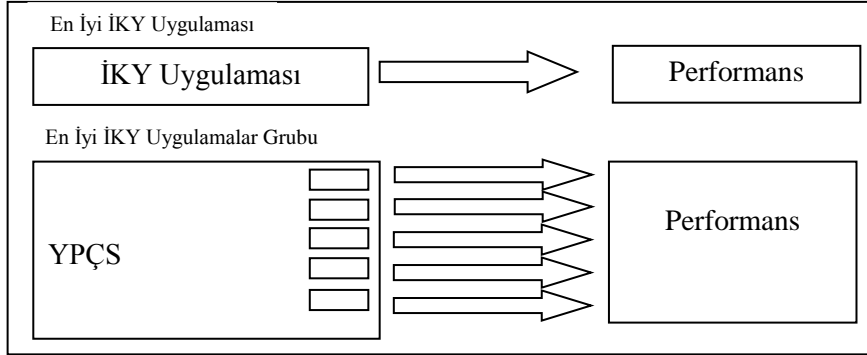 En İyi İKY Uygulaması
İKY Uygulaması
Performans
En İyi İKY Uygulamalar Grubu
YPÇS
Performans